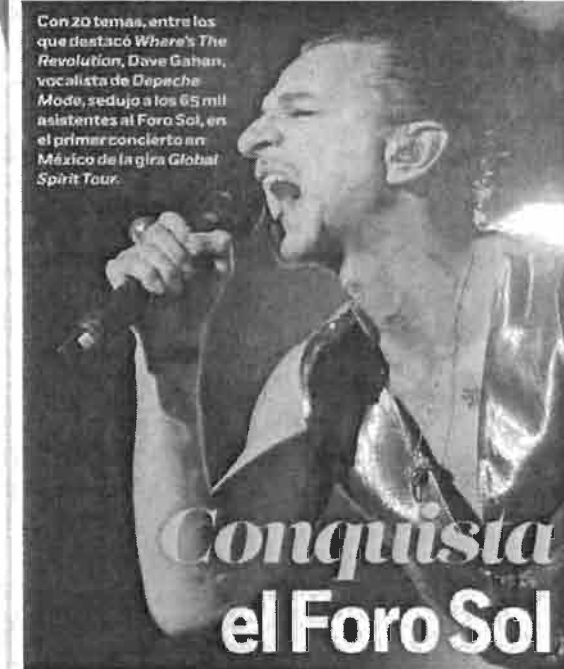 Con 20 temas, entre los
que destacó Where's The
Revolution, Dave Gahan,
vocalista de Depeche
Mode, sedujo a los 65 mil
asistentes al Foro Sol, en
el primer concierto en
México de la gira Global
Spirit Tour.
Conquista
el Foro Sol